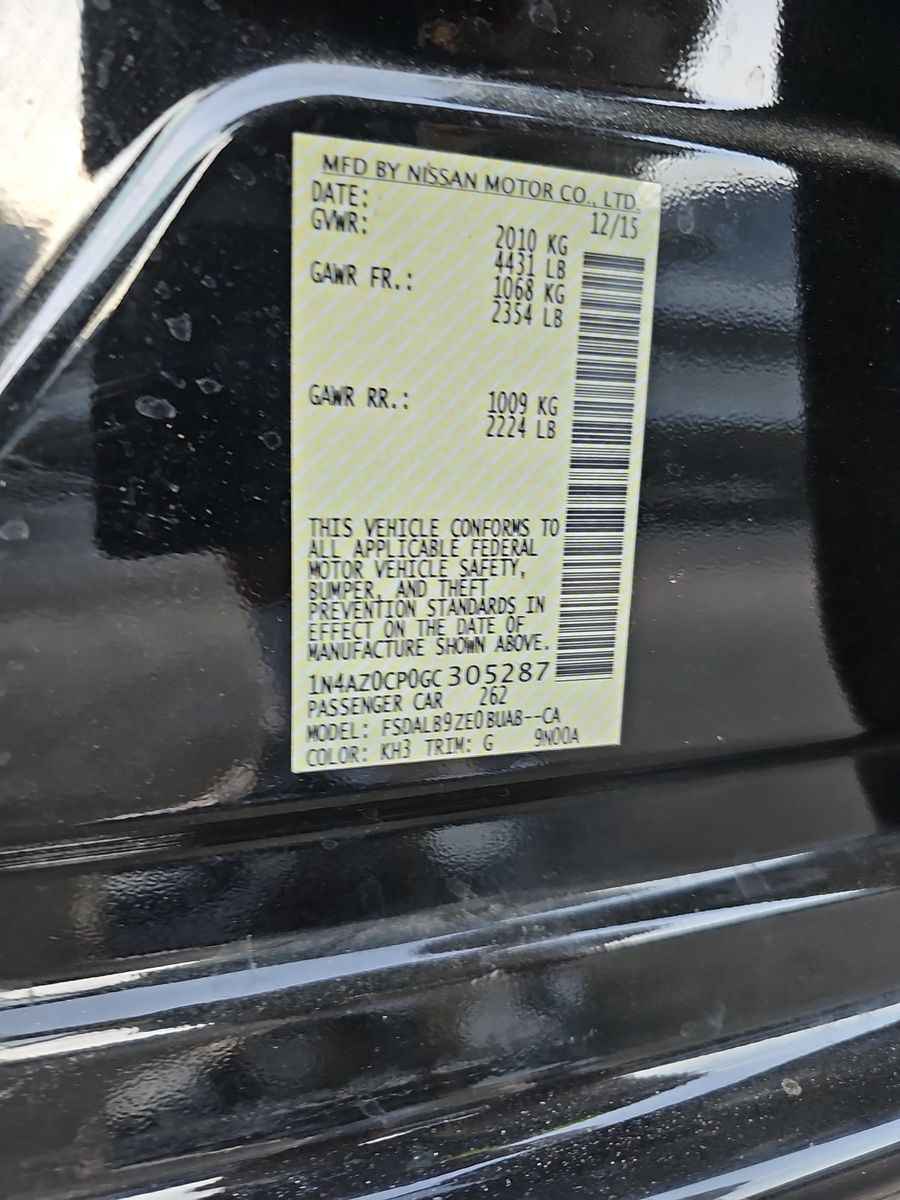 MFD BY NISSAN MOTOR CO., LTD.
DATE: 12/15
GVWR: 2010 KG
4431 LB
GAWR FR.: 1068 KG
2354 LB
GAWR RR.: 1009 KG
2224 LB
THIS VEHICLE CONFORMS TO
ALL APPLICABLE FEDERAL
MOTOR VEHICLE SAFETY,
BUMPER, AND THEFT
PREVENTION STANDARDS IN
EFFECT ON THE DATE OF
MANUFACTURE SHOWN ABOVE.
1N4AZ0CP0GC305287
PASSENGER CAR 262
MODEL: FSDALB9ZE0BUAB--CA
COLOR: KH3 TRIM: G 9N00A